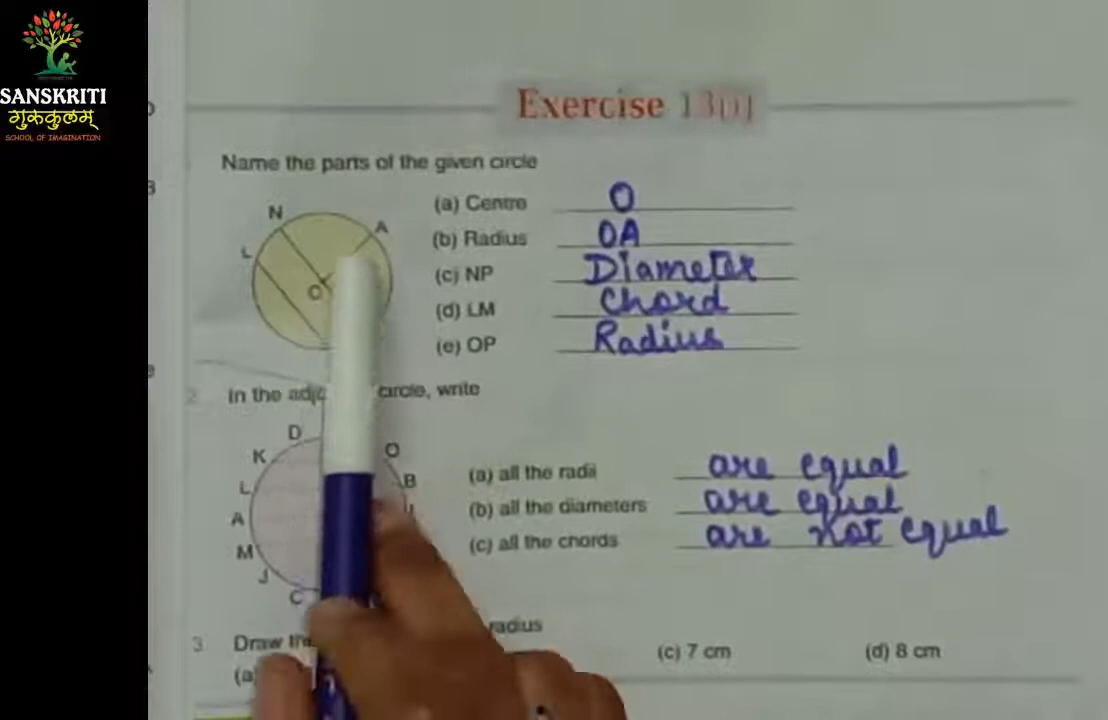 SANSKRITI
गुरुकुलम्
SCHOOL OF IMAGINATION
Exercise 13(i)
Name the parts of the given circle
N
A
L
O
(a) Centre O
(b) Radius OA
(c) NP Diameter
(d) LM Chord
(e) OP Radius
2 In the circle, write
D
O
K
B
L
A
M
J
C
(a) all the radii are equal
(b) all the diameters are equal
(c) all the chords are not equal
3 Draw radius
(a)
(c) 7 cm
(d) 8 cm